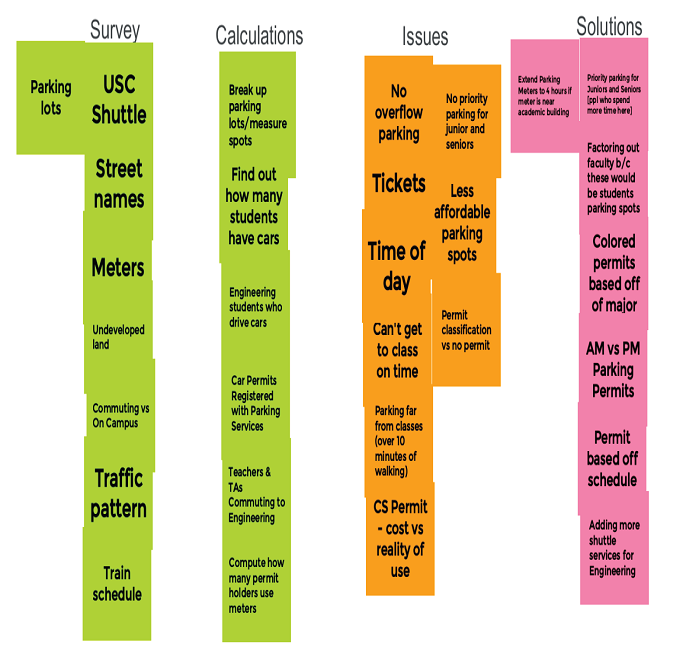 Survey
Parking
lots
USC
Shuttle
Street
names
Meters
Undeveloped
land
Commuting vs
On Campus
Traffic
pattern
Train
schedule
Calculations
Break up
parking
lots/measure
spots
Find out
how many
students
have cars
Engineering
students who
drive cars
Car Permits
Registered
with Parking
Services
Teachers &
TAs
Commuting to
Engineering
Compute how
many permit
holders use
meters
Issues
No
overflow
parking
Tickets
Time of
day
Can't get
to class
on time
Parking far
from classes
(over 10
minutes of
walking)
CS Permit
- cost vs
reality of
use
No priority
parking for
junior and
seniors
Less
affordable
parking
spots
Permit
classification
vs no permit
Solutions
Extend Parking
Meters to 4 hours if
meter is near
academic building
Priority parking for
Juniors and Seniors
(ppl who spend
more time here)
Factoring out
faculty b/c
these would
be students
parking spots
Colored
permits
based off
of major
AM vs PM
Parking
Permits
Permit
based off
schedule
Adding more
shuttle
services for
Engineering